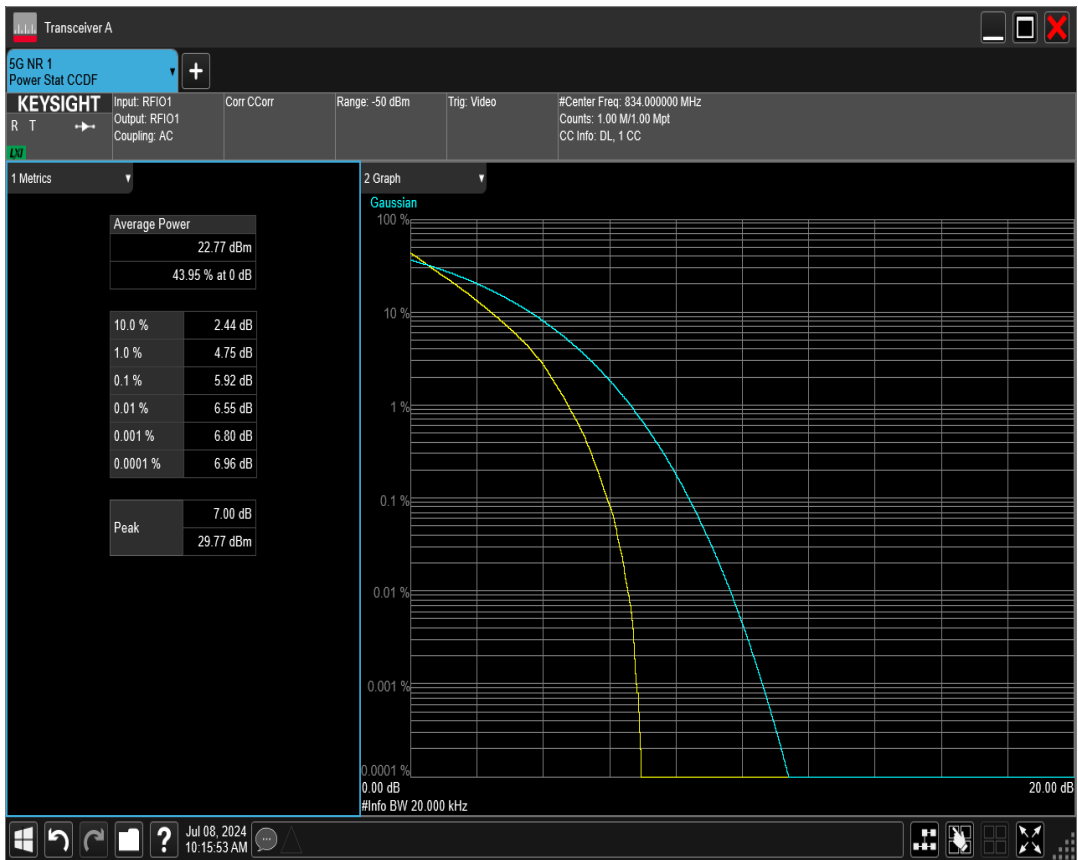 Transceiver A
5G NR 1
Power Stat CCDF
+
KEYSIGHT
R T
LXI
Input: RFIO1
Output: RFIO1
Coupling: AC
Corr CCorr
Range: -50 dBm
Trig: Video
#Center Freq: 834.000000 MHz
Counts: 1.00 M/1.00 Mpt
CC Info: DL, 1 CC
1 Metrics
Average Power
22.77 dBm
43.95 % at 0 dB
10.0 % 2.44 dB
1.0 % 4.75 dB
0.1 % 5.92 dB
0.01 % 6.55 dB
0.001 % 6.80 dB
0.0001 % 6.96 dB
Peak 7.00 dB
29.77 dBm
2 Graph
Gaussian
100 %
10 %
1 %
0.1 %
0.01 %
0.001 %
0.0001 %
0.00 dB 20.00 dB
#Info BW 20.000 kHz
?
Jul 08, 2024
10:15:53 AM